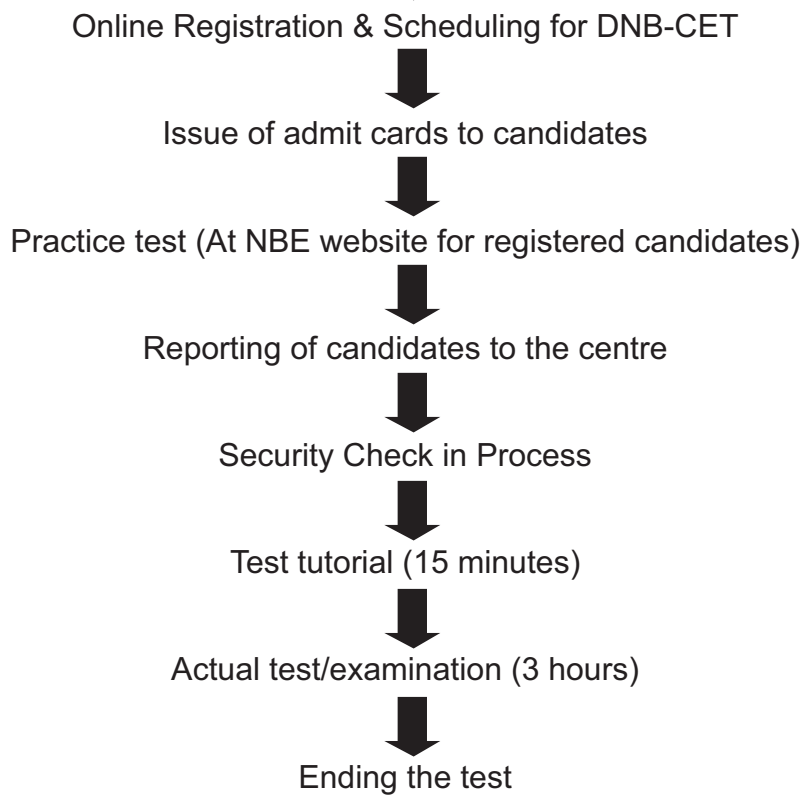 Online Registration & Scheduling for DNB-CET
Issue of admit cards to candidates
Practice test (At NBE website for registered candidates)
Reporting of candidates to the centre
Security Check in Process
Test tutorial (15 minutes)
Actual test/examination (3 hours)
Ending the test